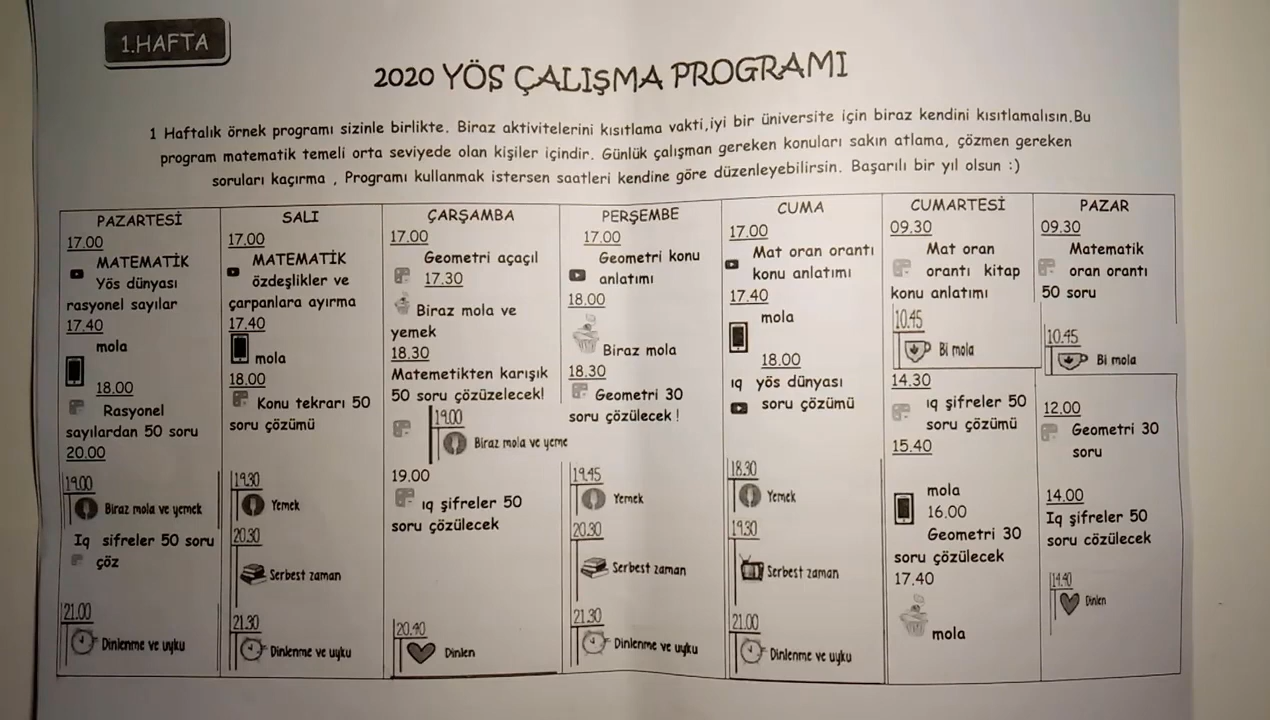 1.HAFTA
2020 YÖS ÇALIŞMA PROGRAMI
1 Haftalık örnek programı sizinle birlikte. Biraz aktivitelerini kısıtlama vakti,iyi bir üniversite için biraz kendini kısıtlamalısın.Bu
program matematik temeli orta seviyede olan kişiler içindir. Günlük çalışman gereken konuları sakın atlama, çözmen gereken
soruları kaçırma , Programı kullanmak istersen saatleri kendine göre düzenleyebilirsin. Başarılı bir yıl olsun :)
PAZARTESİ
17.00
MATEMATİK
Yös dünyası
rasyonel sayılar
17.40
mola
18.00
Rasyonel
sayılardan 50 soru
20.00
19.00
Biraz mola ve yemek
Iq sifreler 50 soru
çöz
21.00
Dinlenme ve uyku
SALI
17.00
MATEMATİK
özdeşlikler ve
çarpanlara ayırma
17.40
mola
18.00
Konu tekrarı 50
soru çözümü
19.30
Yemek
20.30
Serbest zaman
21.30
Dinlenme ve uyku
ÇARŞAMBA
17.00
Geometri açaçıl
17.30
Biraz mola ve
yemek
18.30
Matemetikten karışık
50 soru çözüzelecek!
19.00
Biraz mola ve yeme
19.00
ıq şifreler 50
soru çözülecek
20.40
Dinlen
PERŞEMBE
17.00
Geometri konu
anlatımı
18.00
Biraz mola
18.30
Geometri 30
soru çözülecek !
19.45
Yemek
20.30
Serbest zaman
21.30
Dinlenme ve uyku
CUMA
17.00
Mat oran orantı
konu anlatımı
17.40
mola
18.00
ıq yös dünyası
soru çözümü
18.30
Yemek
19.30
Serbest zaman
21.00
Dinlenme ve uyku
CUMARTESİ
09.30
Mat oran
orantı kitap
konu anlatımı
10.45
Bi mola
14.30
ıq şifreler 50
soru çözümü
15.40
mola
16.00
Geometri 30
soru çözülecek
17.40
mola
PAZAR
09.30
Matematik
oran orantı
50 soru
10.45
Bi mola
12.00
Geometri 30
soru
14.00
Iq şifreler 50
soru cözülecek
14.40
Dinlen